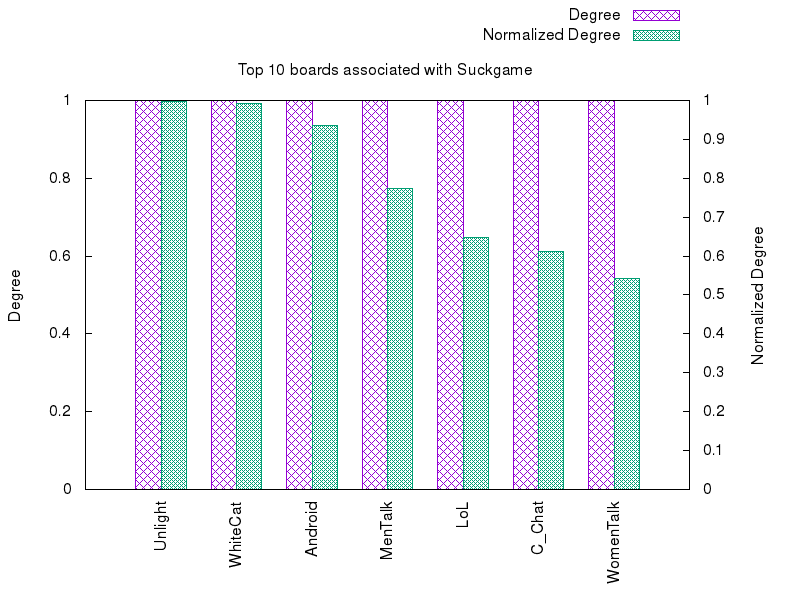 Degree
Normalized Degree
Top 10 boards associated with Suckgame
1
0.8
0.6
0.4
0.2
0
Degree
1
0.9
0.8
0.7
0.6
0.5
0.4
0.3
0.2
0.1
0
Normalized Degree
Unlight
WhiteCat
Android
MenTalk
LoL
C_Chat
WomenTalk